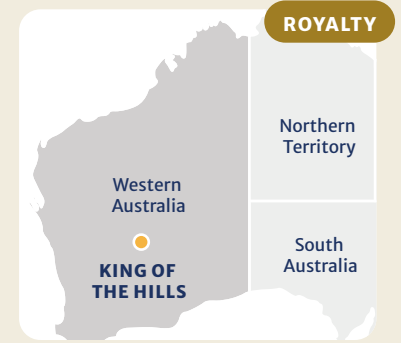 ROYALTY
Northern
Territory
Western
Australia
South
Australia
KING OF
THE HILLS